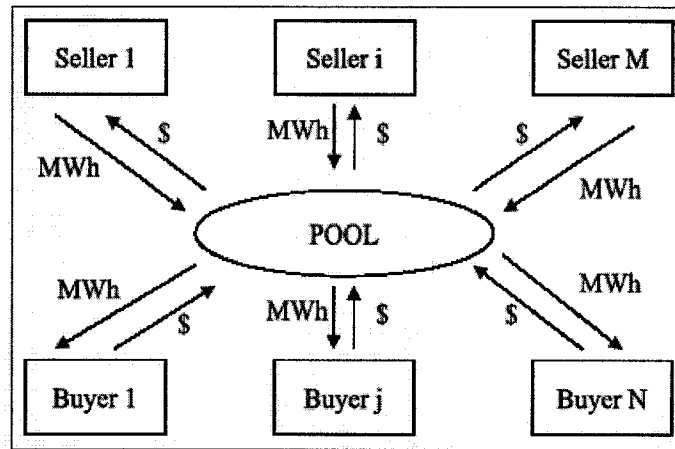 Seller 1
Seller i
Seller M
$
MWh
$
$
MWh
MWh
POOL
MWh
$
MWh
$
MWh
$
Buyer 1
Buyer j
Buyer N